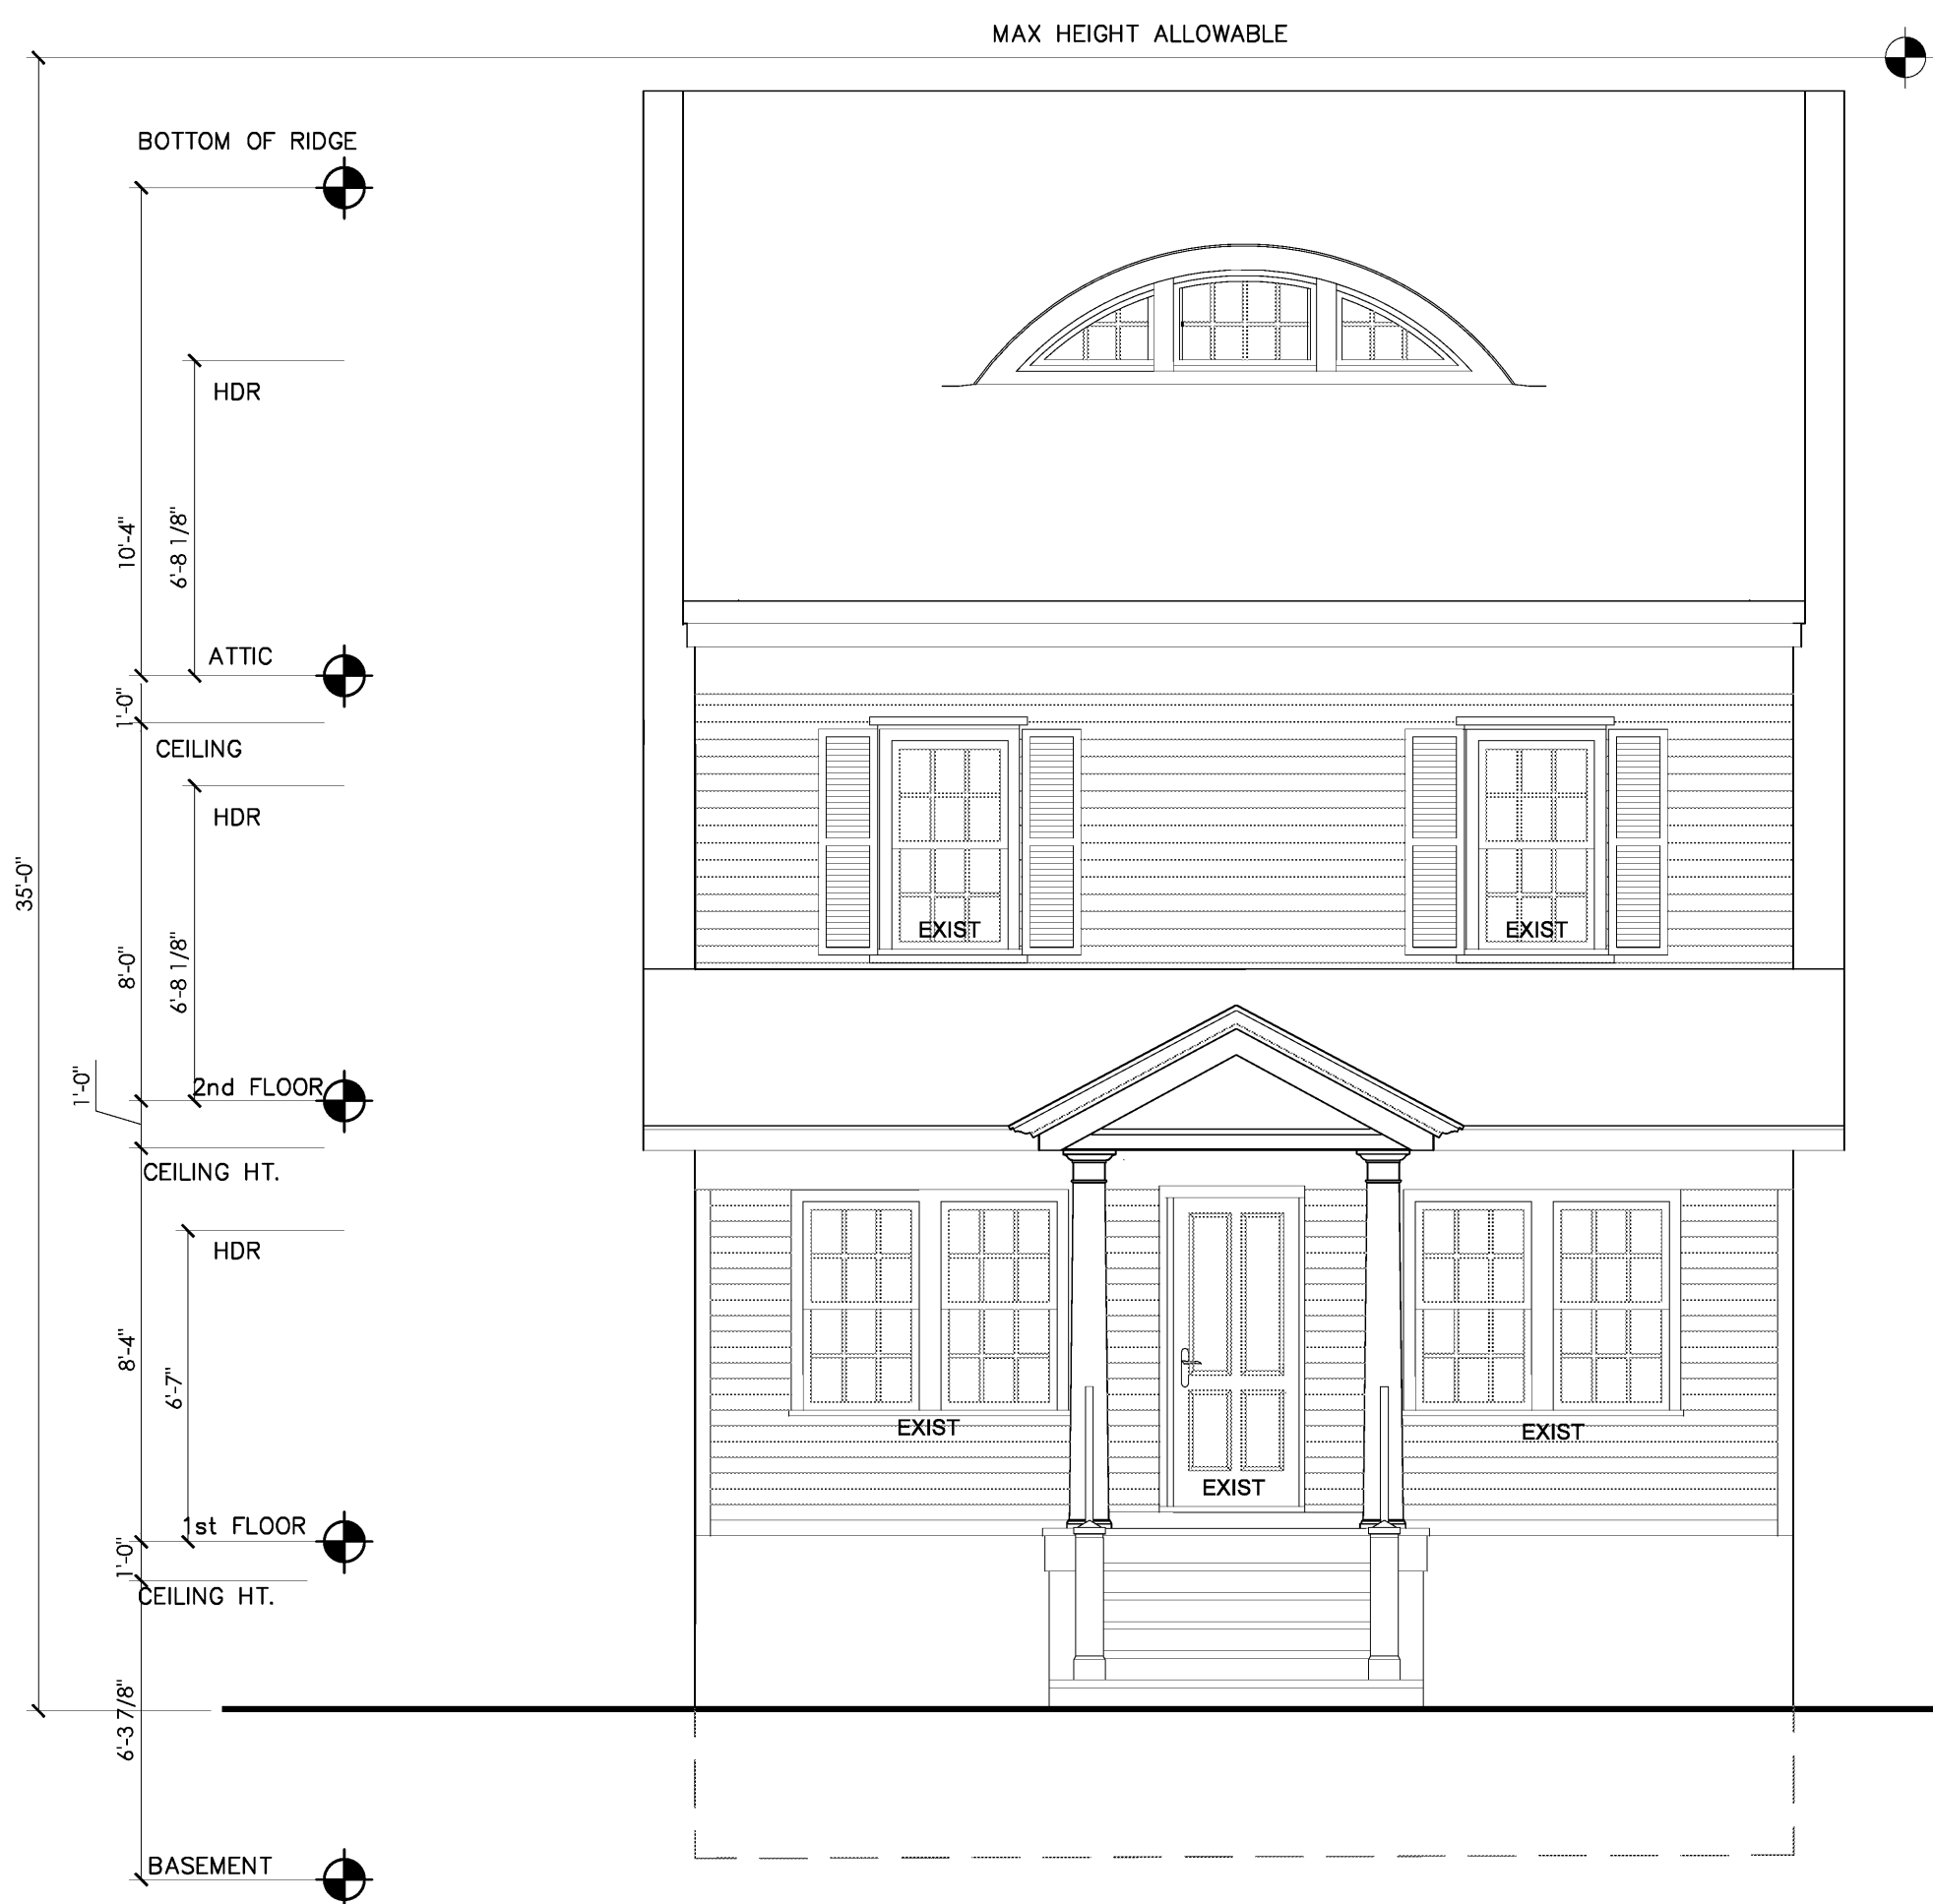 MAX HEIGHT ALLOWABLE
BOTTOM OF RIDGE
HDR
10'-4"
6'-8 1/8"
ATTIC
1'-0"
CEILING
HDR
35'-0"
8'-0"
6'-8 1/8"
EXIST
EXIST
1'-0"
2nd FLOOR
CEILING HT.
HDR
8'-4"
6'-7"
EXIST
EXIST
EXIST
1st FLOOR
1'-0"
CEILING HT.
6'-3 7/8"
BASEMENT